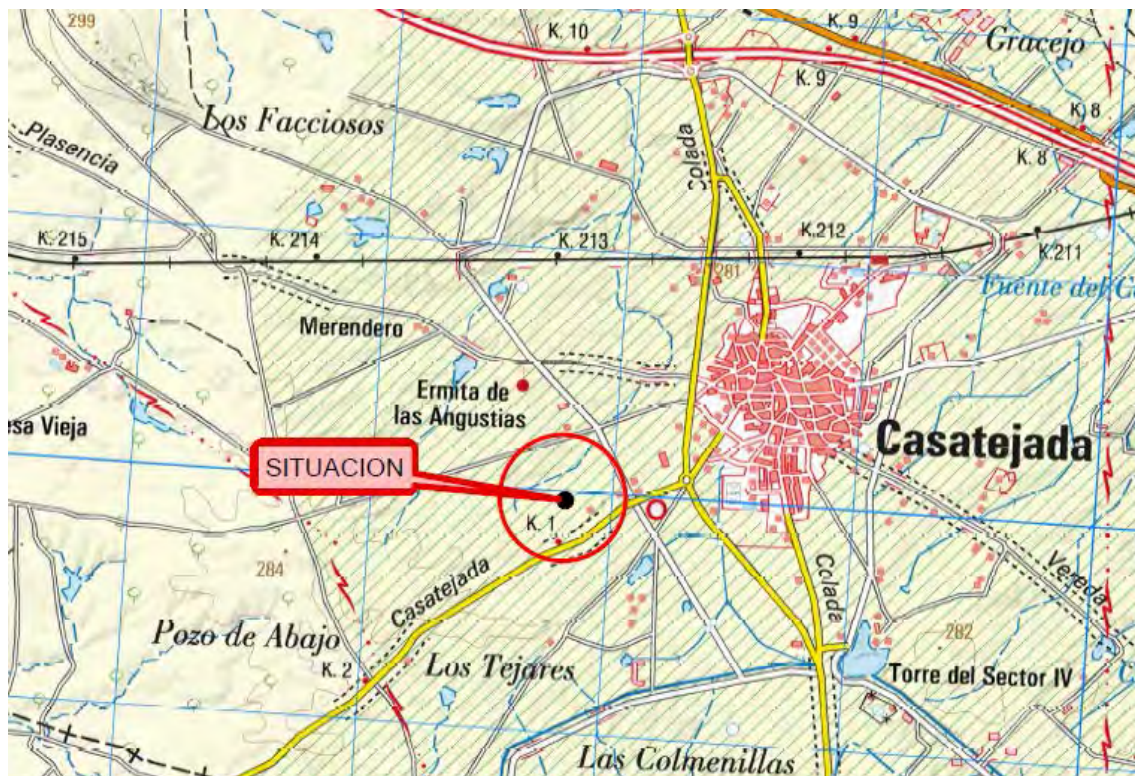 299
K. 10
K. 9
K. 9
Gracejo
Los Facciosos
K. 8
K. 8
Plasencia
Colada
K. 215
K. 214
K. 213
K.212
K.211
281
Fuente del
Merendero
Ermita de
las Angustias
esa Vieja
Casatejada
SITUACION
K. 1
284
Casatejada
Colada
Vereda
Pozo de Abajo
282
K. 2
Los Tejares
Torre del Sector IV
Las Colmenillas